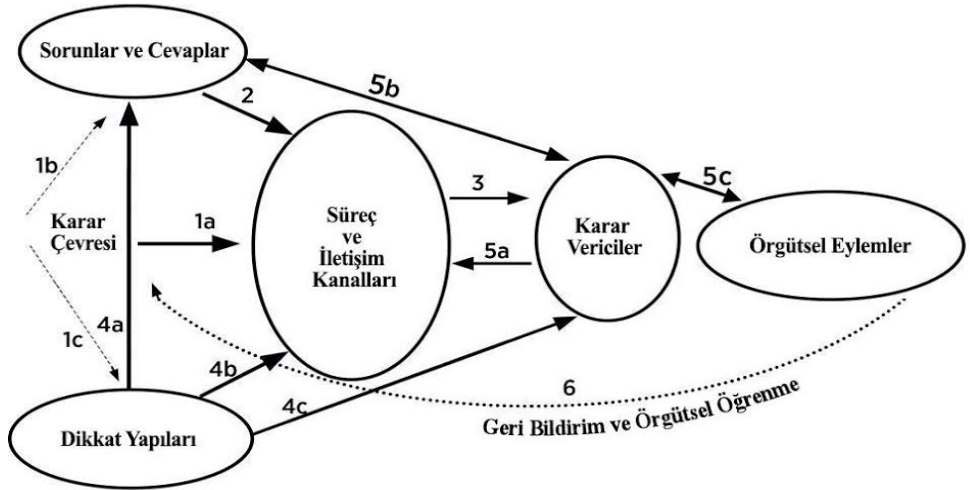 Sorunlar ve Cevaplar
5b
2
1b
3
5c
Karar
Çevresi
1a
Süreç
ve
İletişim
Kanalları
Karar
Vericiler
Örgütsel Eylemler
5a
1c
4a
4b
4c
6
Geri Bildirim ve Örgütsel Öğrenme
Dikkat Yapıları